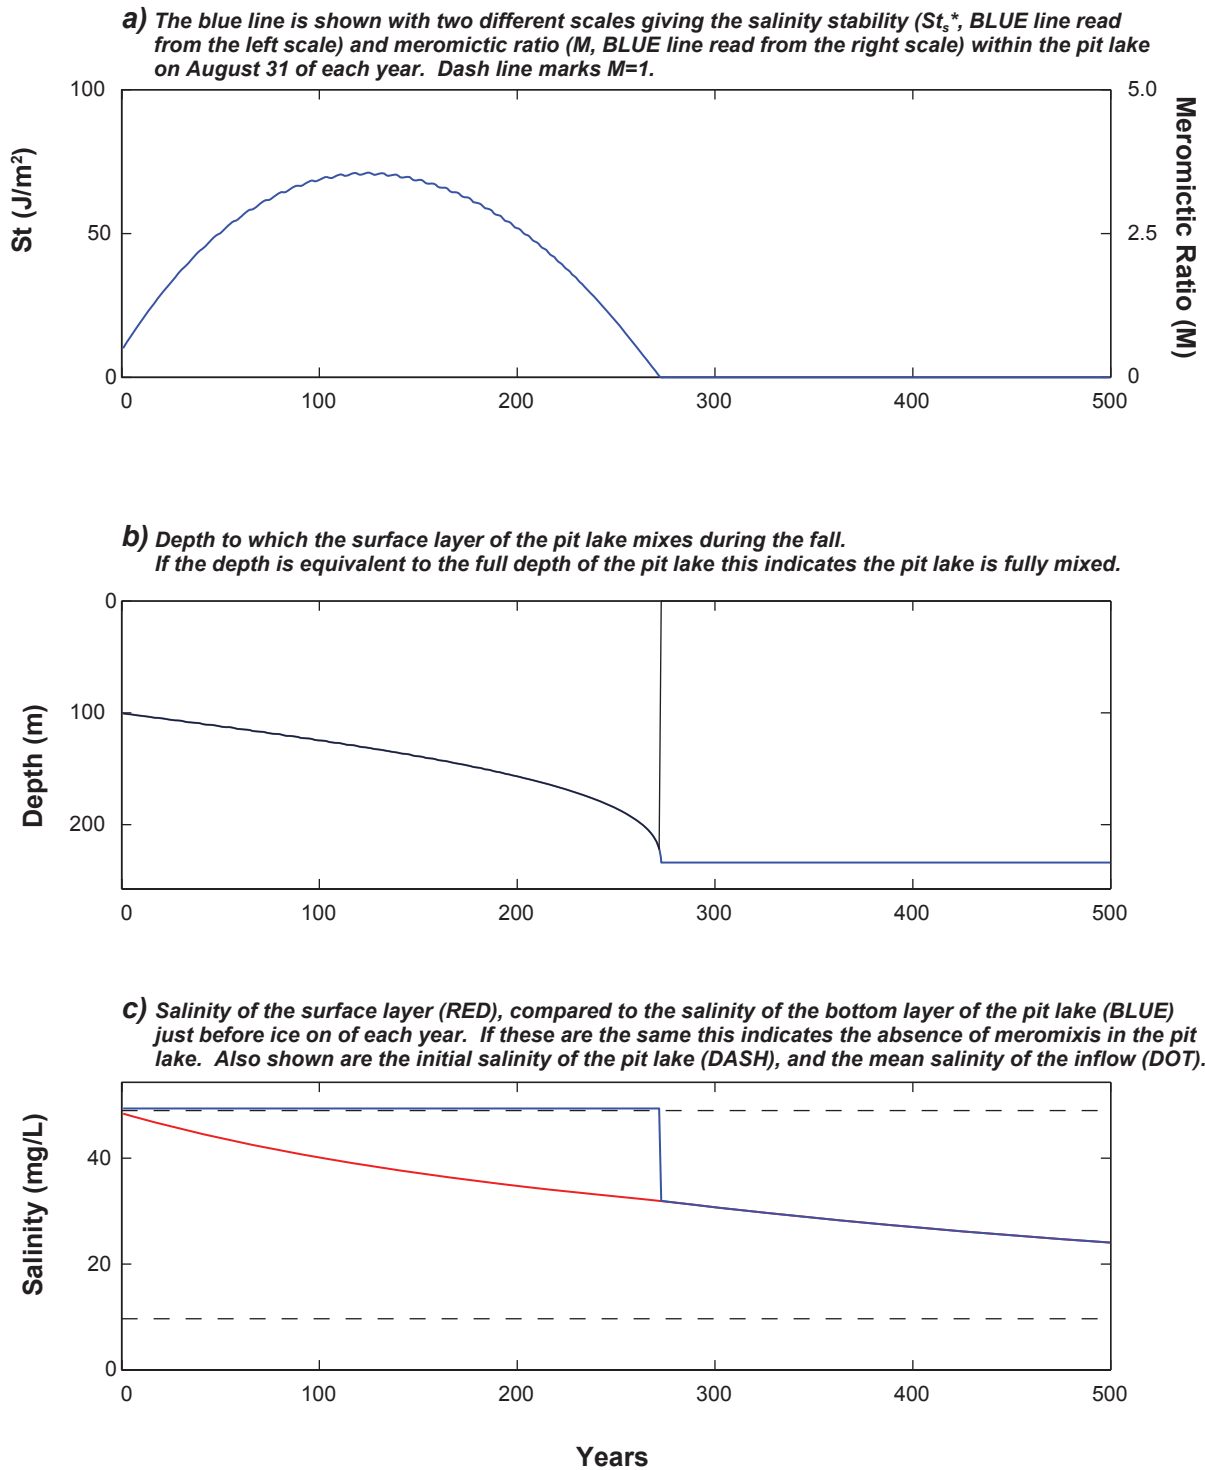 a) The blue line is shown with two different scales giving the salinity stability (Stₛ*, BLUE line read
from the left scale) and meromictic ratio (M, BLUE line read from the right scale) within the pit lake
on August 31 of each year. Dash line marks M=1.
100
50
0
St (J/m²)
5.0
2.5
0
Meromictic Ratio (M)
0 100 200 300 400 500
b) Depth to which the surface layer of the pit lake mixes during the fall.
If the depth is equivalent to the full depth of the pit lake this indicates the pit lake is fully mixed.
0
100
200
Depth (m)
0 100 200 300 400 500
c) Salinity of the surface layer (RED), compared to the salinity of the bottom layer of the pit lake (BLUE)
just before ice on of each year. If these are the same this indicates the absence of meromixis in the pit
lake. Also shown are the initial salinity of the pit lake (DASH), and the mean salinity of the inflow (DOT).
40
20
0
Salinity (mg/L)
0 100 200 300 400 500
Years